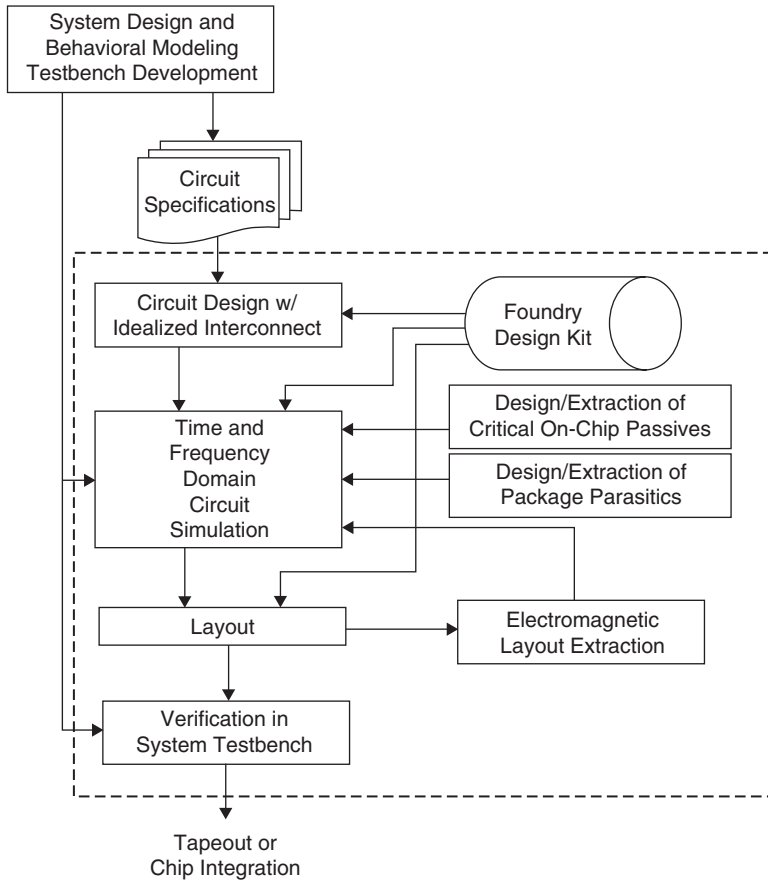 System Design and
Behavioral Modeling
Testbench Development
Circuit
Specifications
Circuit Design w/
Idealized Interconnect
Foundry
Design Kit
Time and
Frequency
Domain
Circuit
Simulation
Design/Extraction of
Critical On-Chip Passives
Design/Extraction of
Package Parasitics
Layout
Electromagnetic
Layout Extraction
Verification in
System Testbench
Tapeout or
Chip Integration